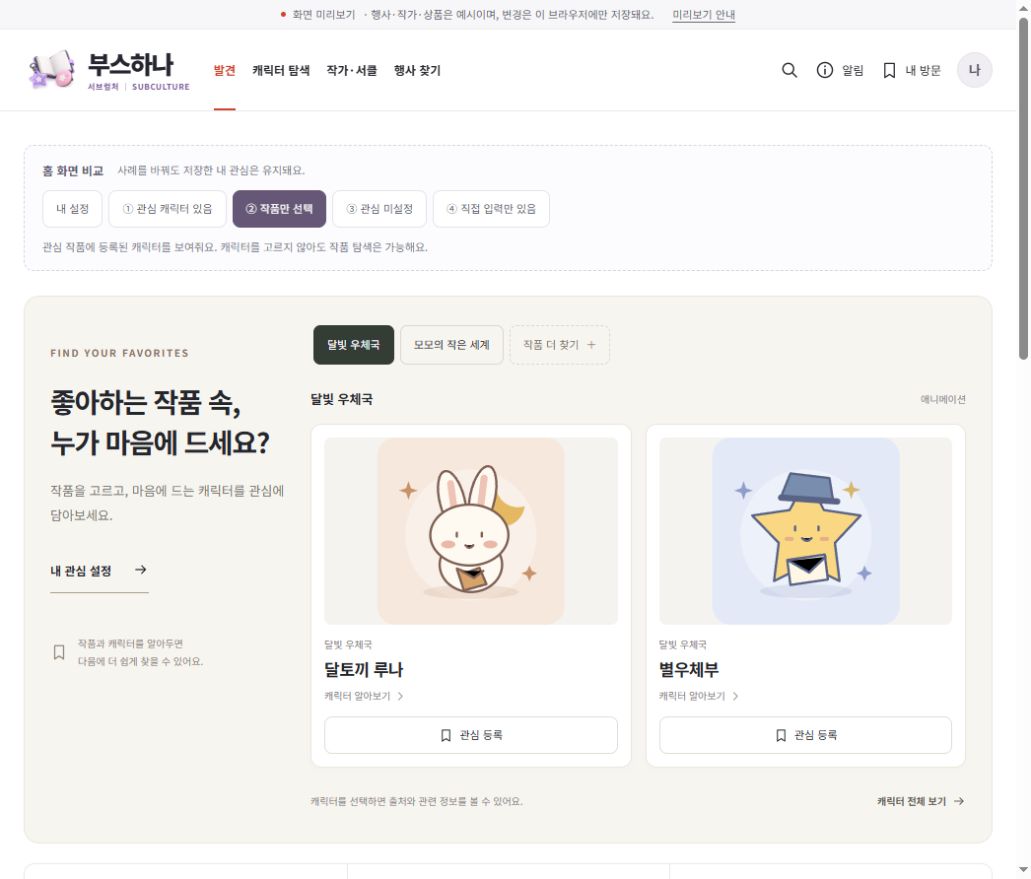 화면 미리보기 · 행사·작가·상품은 예시이며, 변경은 이 브라우저에만 저장돼요. 미리보기 안내
부스하나
서브컬처 | SUBCULTURE
발견 캐릭터 탐색 작가·서클 행사 찾기
알림 내 방문 나
홈 화면 비교 사례를 바꿔도 저장한 내 관심은 유지돼요.
내 설정 ① 관심 캐릭터 있음 ② 작품만 선택 ③ 관심 미설정 ④ 직접 입력만 있음
관심 작품에 등록된 캐릭터를 보여줘요. 캐릭터를 고르지 않아도 작품 탐색은 가능해요.
FIND YOUR FAVORITES
좋아하는 작품 속,
누가 마음에 드세요?
작품을 고르고, 마음에 드는 캐릭터를 관심에
담아보세요.
내 관심 설정
작품과 캐릭터를 알아두면
다음에 더 쉽게 찾을 수 있어요.
달빛 우체국 모모의 작은 세계 작품 더 찾기 +
달빛 우체국 애니메이션
달빛 우체국
달토끼 루나
캐릭터 알아보기
관심 등록
달빛 우체국
별우체부
캐릭터 알아보기
관심 등록
캐릭터를 선택하면 출처와 관련 정보를 볼 수 있어요. 캐릭터 전체 보기